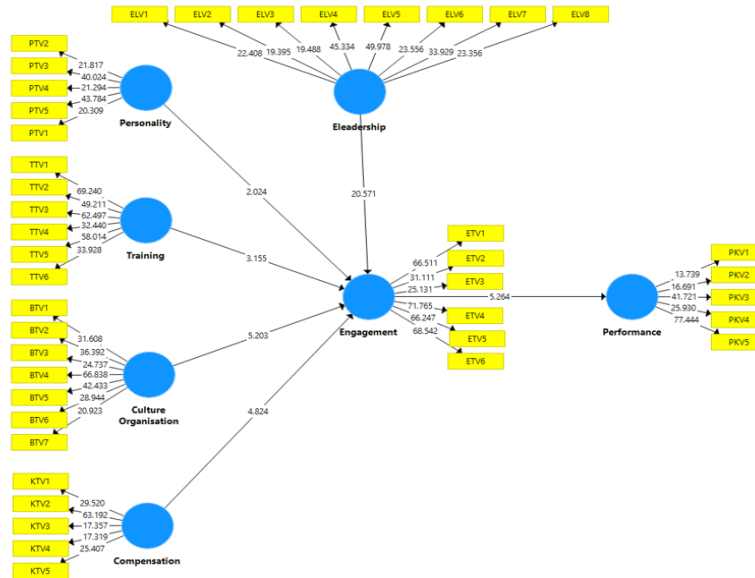 ELV1
ELV2
ELV3
ELV4
ELV5
ELV6
ELV7
ELV8
22.408
19.395
19.488
45.334
49.978
23.556
33.929
23.356
Eleadership
PTV2
PTV3
PTV4
PTV5
PTV1
21.817
40.024
21.294
43.784
20.309
Personality
TTV1
TTV2
TTV3
TTV4
TTV5
TTV6
69.240
49.211
62.497
32.440
58.014
33.928
Training
BTV1
BTV2
BTV3
BTV4
BTV5
BTV6
BTV7
31.608
36.392
24.737
66.838
42.433
28.944
20.923
Culture
Organisation
KTV1
KTV2
KTV3
KTV4
KTV5
29.520
63.192
17.357
17.319
25.407
Compensation
2.024
3.155
5.203
4.824
20.571
Engagement
66.511
31.111
25.131
71.765
66.247
68.542
ETV1
ETV2
ETV3
ETV4
ETV5
ETV6
5.264
Performance
13.739
16.691
41.721
25.930
77.444
PKV1
PKV2
PKV3
PKV4
PKV5